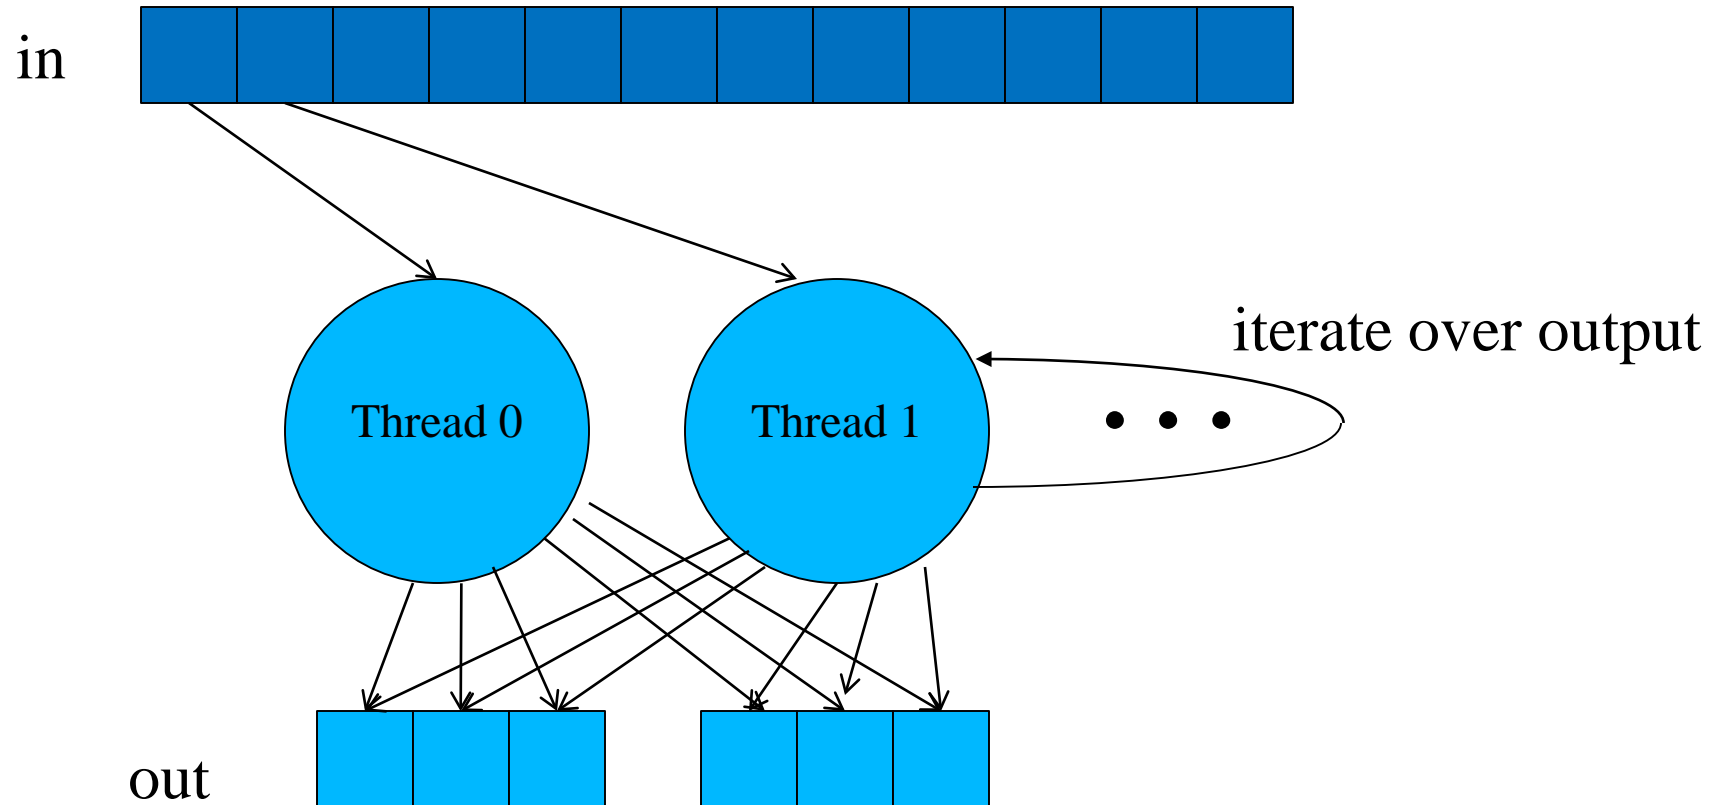 in
iterate over output
Thread 0
Thread 1
out